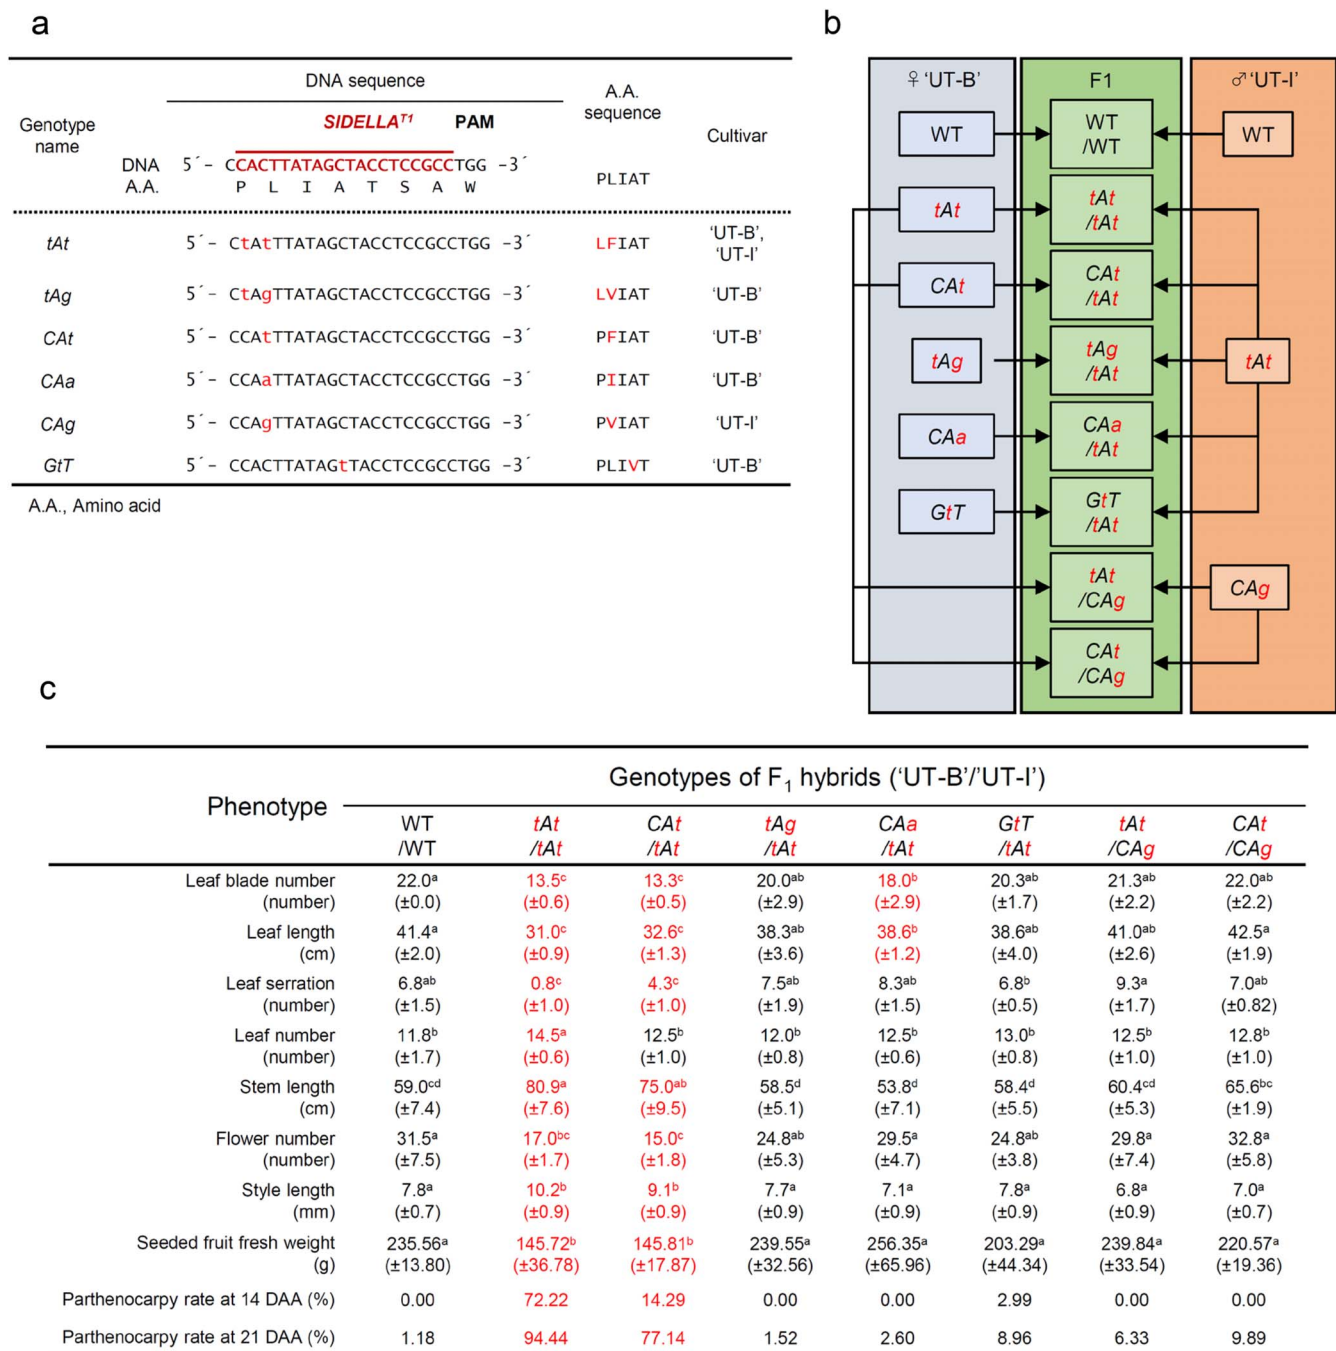 a
DNA sequence
SlDELLAᵀ¹ PAM
A.A. sequence
Genotype name
Cultivar
DNA 5´- CCACTTATAGCTACCTCCGCCTGG -3´
A.A. P L I A T S A W
PLIAT
tAt 5´- CtAtTTATAGCTACCTCCGCCTGG -3´ LFIAT 'UT-B', 'UT-I'
tAg 5´- CtAgTTATAGCTACCTCCGCCTGG -3´ LVIAT 'UT-B'
CAt 5´- CCAtTTATAGCTACCTCCGCCTGG -3´ PFIAT 'UT-B'
CAa 5´- CCAaTTATAGCTACCTCCGCCTGG -3´ PIIAT 'UT-B'
CAg 5´- CCAgTTATAGCTACCTCCGCCTGG -3´ PVIAT 'UT-I'
GtT 5´- CCACTTATAGtTACCTCCGCCTGG -3´ PLIVT 'UT-B'
A.A., Amino acid
b
♀'UT-B' F1 ♂'UT-I'
WT WT /WT WT
tAt tAt /tAt
CAt CAt /tAt
tAg tAg /tAt tAt
CAa CAa /tAt
GtT GtT /tAt
tAt /CAg CAg
CAt /CAg
c
Genotypes of F₁ hybrids ('UT-B'/'UT-I')
Phenotype
WT tAt CAt tAg CAa GtT tAt CAt
/WT /tAt /tAt /tAt /tAt /tAt /CAg /CAg
Leaf blade number 22.0ᵃ 13.5ᶜ 13.3ᶜ 20.0ᵃᵇ 18.0ᵇ 20.3ᵃᵇ 21.3ᵃᵇ 22.0ᵃᵇ
(number) (±0.0) (±0.6) (±0.5) (±2.9) (±2.9) (±1.7) (±2.2) (±2.2)
Leaf length 41.4ᵃ 31.0ᶜ 32.6ᶜ 38.3ᵃᵇ 38.6ᵇ 38.6ᵃᵇ 41.0ᵃᵇ 42.5ᵃ
(cm) (±2.0) (±0.9) (±1.3) (±3.6) (±1.2) (±4.0) (±2.6) (±1.9)
Leaf serration 6.8ᵃᵇ 0.8ᶜ 4.3ᶜ 7.5ᵃᵇ 8.3ᵃᵇ 6.8ᵇ 9.3ᵃ 7.0ᵃᵇ
(number) (±1.5) (±1.0) (±1.0) (±1.9) (±1.5) (±0.5) (±1.7) (±0.82)
Leaf number 11.8ᵇ 14.5ᵃ 12.5ᵇ 12.0ᵇ 12.5ᵇ 13.0ᵇ 12.5ᵇ 12.8ᵇ
(number) (±1.7) (±0.6) (±1.0) (±0.8) (±0.6) (±0.8) (±1.0) (±1.0)
Stem length 59.0ᶜᵈ 80.9ᵃ 75.0ᵃᵇ 58.5ᵈ 53.8ᵈ 58.4ᵈ 60.4ᶜᵈ 65.6ᵇᶜ
(cm) (±7.4) (±7.6) (±9.5) (±5.1) (±7.1) (±5.5) (±5.3) (±1.9)
Flower number 31.5ᵃ 17.0ᵇᶜ 15.0ᶜ 24.8ᵃᵇ 29.5ᵃ 24.8ᵃᵇ 29.8ᵃ 32.8ᵃ
(number) (±7.5) (±1.7) (±1.8) (±5.3) (±4.7) (±3.8) (±7.4) (±5.8)
Style length 7.8ᵃ 10.2ᵇ 9.1ᵇ 7.7ᵃ 7.1ᵃ 7.8ᵃ 6.8ᵃ 7.0ᵃ
(mm) (±0.7) (±0.9) (±0.9) (±0.9) (±0.9) (±0.9) (±0.9) (±0.7)
Seeded fruit fresh weight 235.56ᵃ 145.72ᵇ 145.81ᵇ 239.55ᵃ 256.35ᵃ 203.29ᵃ 239.84ᵃ 220.57ᵃ
(g) (±13.80) (±36.78) (±17.87) (±32.56) (±65.96) (±44.34) (±33.54) (±19.36)
Parthenocarpy rate at 14 DAA (%) 0.00 72.22 14.29 0.00 0.00 2.99 0.00 0.00
Parthenocarpy rate at 21 DAA (%) 1.18 94.44 77.14 1.52 2.60 8.96 6.33 9.89